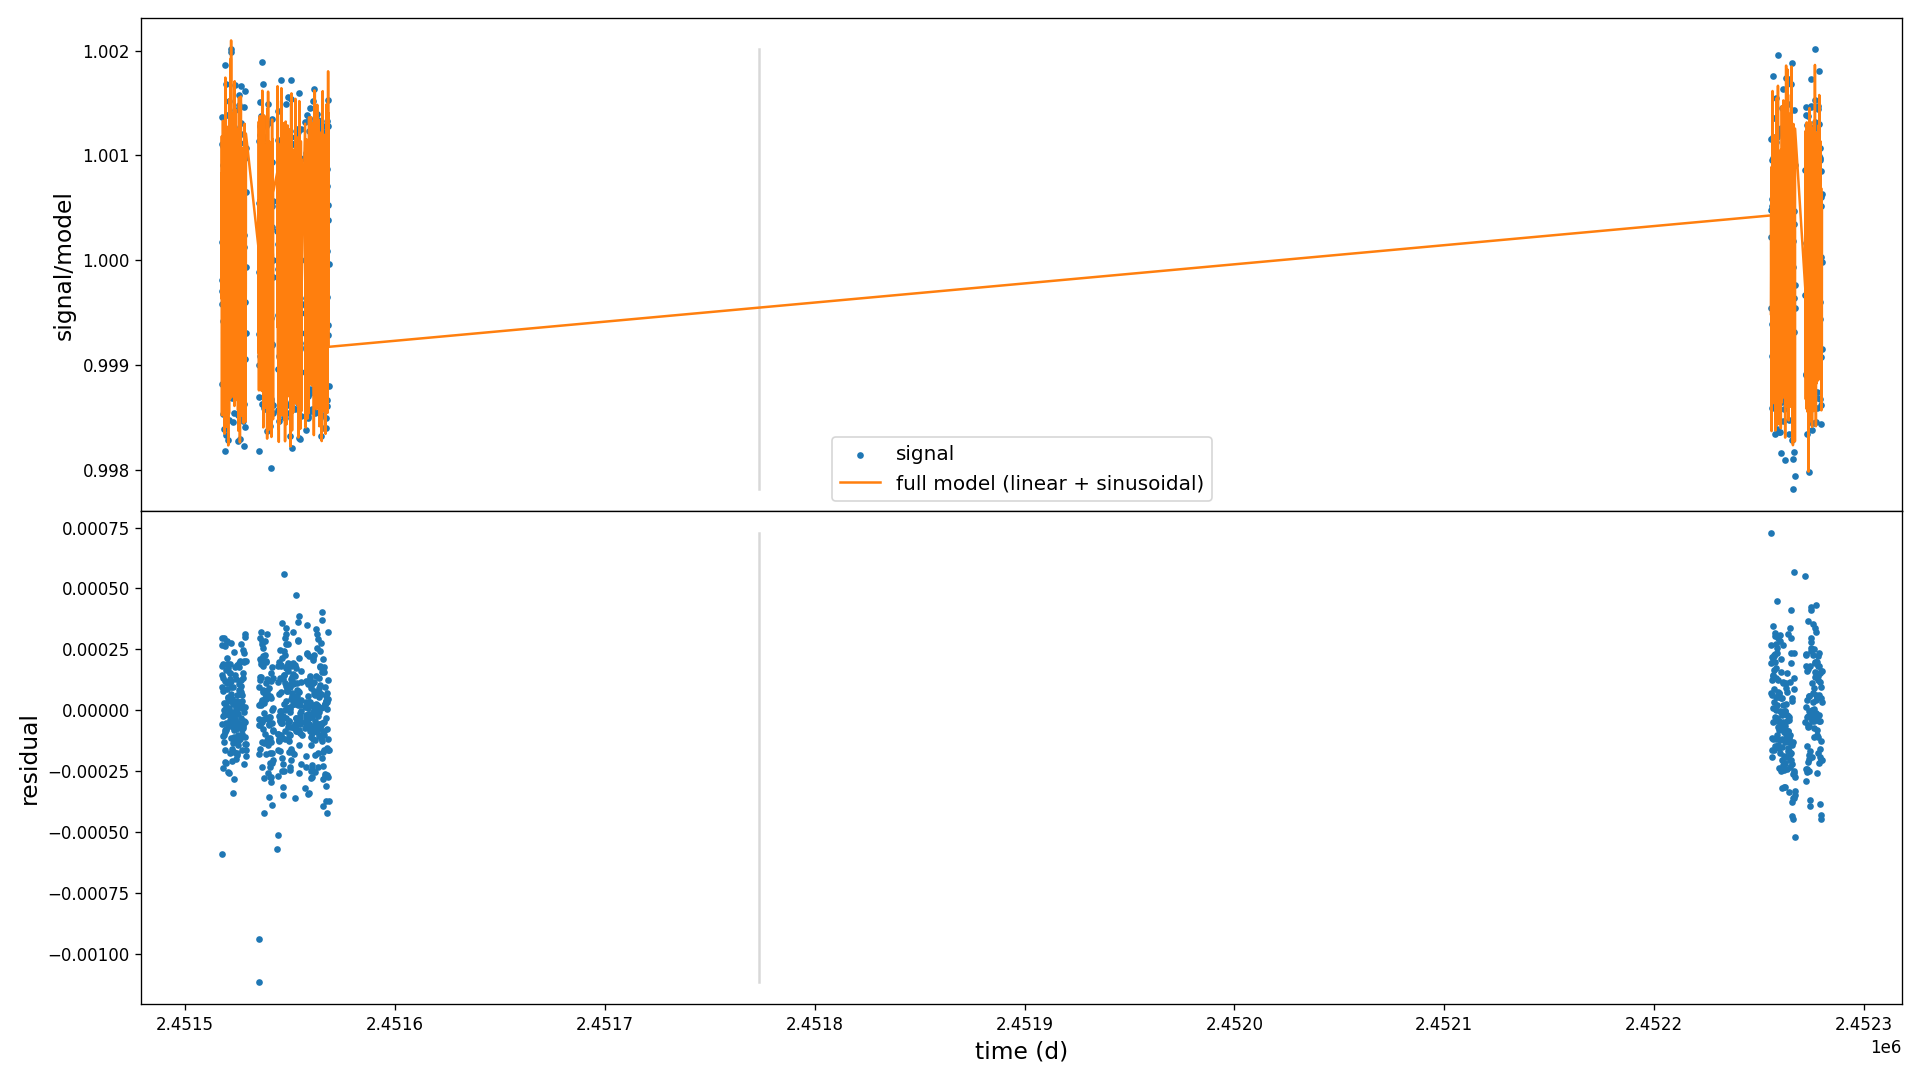 1.002
1.001
1.000
0.999
0.998
signal/model
signal
full model (linear + sinusoidal)
0.00075
0.00050
0.00025
0.00000
−0.00025
−0.00050
−0.00075
−0.00100
residual
2.4515 2.4516 2.4517 2.4518 2.4519 2.4520 2.4521 2.4522 2.4523
time (d)
1e6